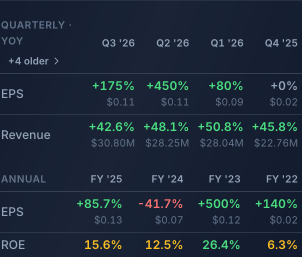 QUARTERLY ·
YOY Q3 '26 Q2 '26 Q1 '26 Q4 '25
+4 older >
EPS +175% +450% +80% +0%
$0.11 $0.11 $0.09 $0.02
Revenue +42.6% +48.1% +50.8% +45.8%
$30.80M $28.25M $28.04M $22.76M
ANNUAL FY '25 FY '24 FY '23 FY '22
EPS +85.7% -41.7% +500% +140%
$0.13 $0.07 $0.12 $0.02
ROE 15.6% 12.5% 26.4% 6.3%